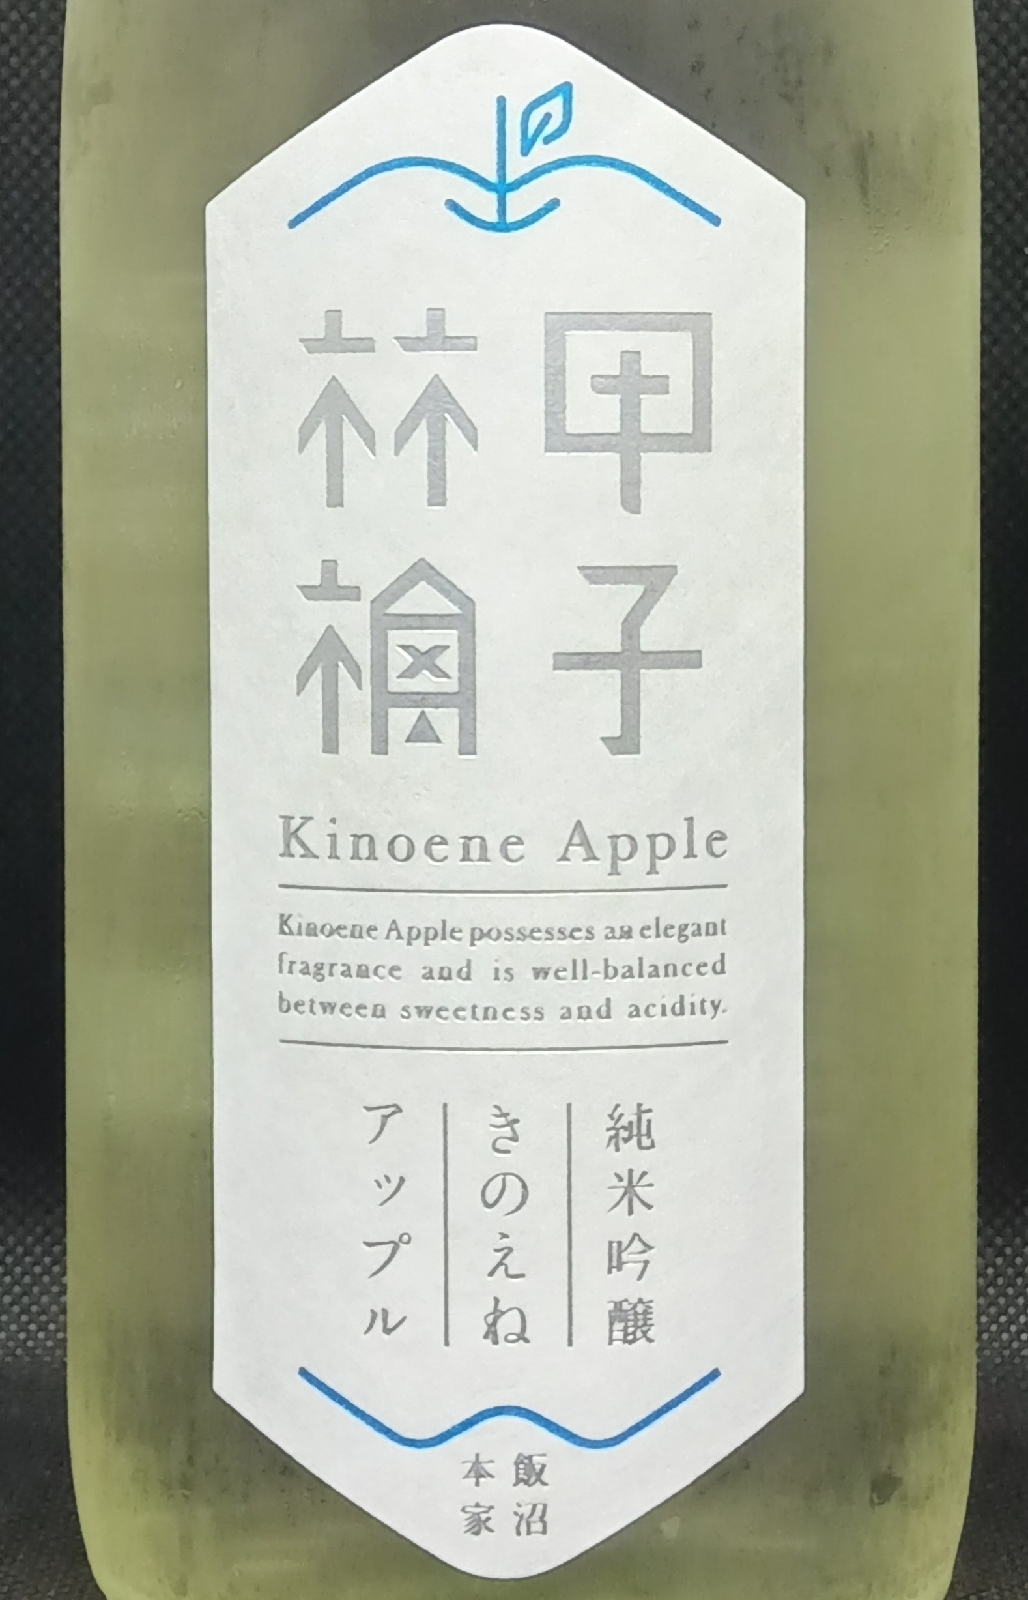 甲子
林檎
Kinoene Apple
Kinoene Apple possesses an elegant
fragrance and is well-balanced
between sweetness and acidity.
純米吟醸
きのえね
アップル
飯沼
本家